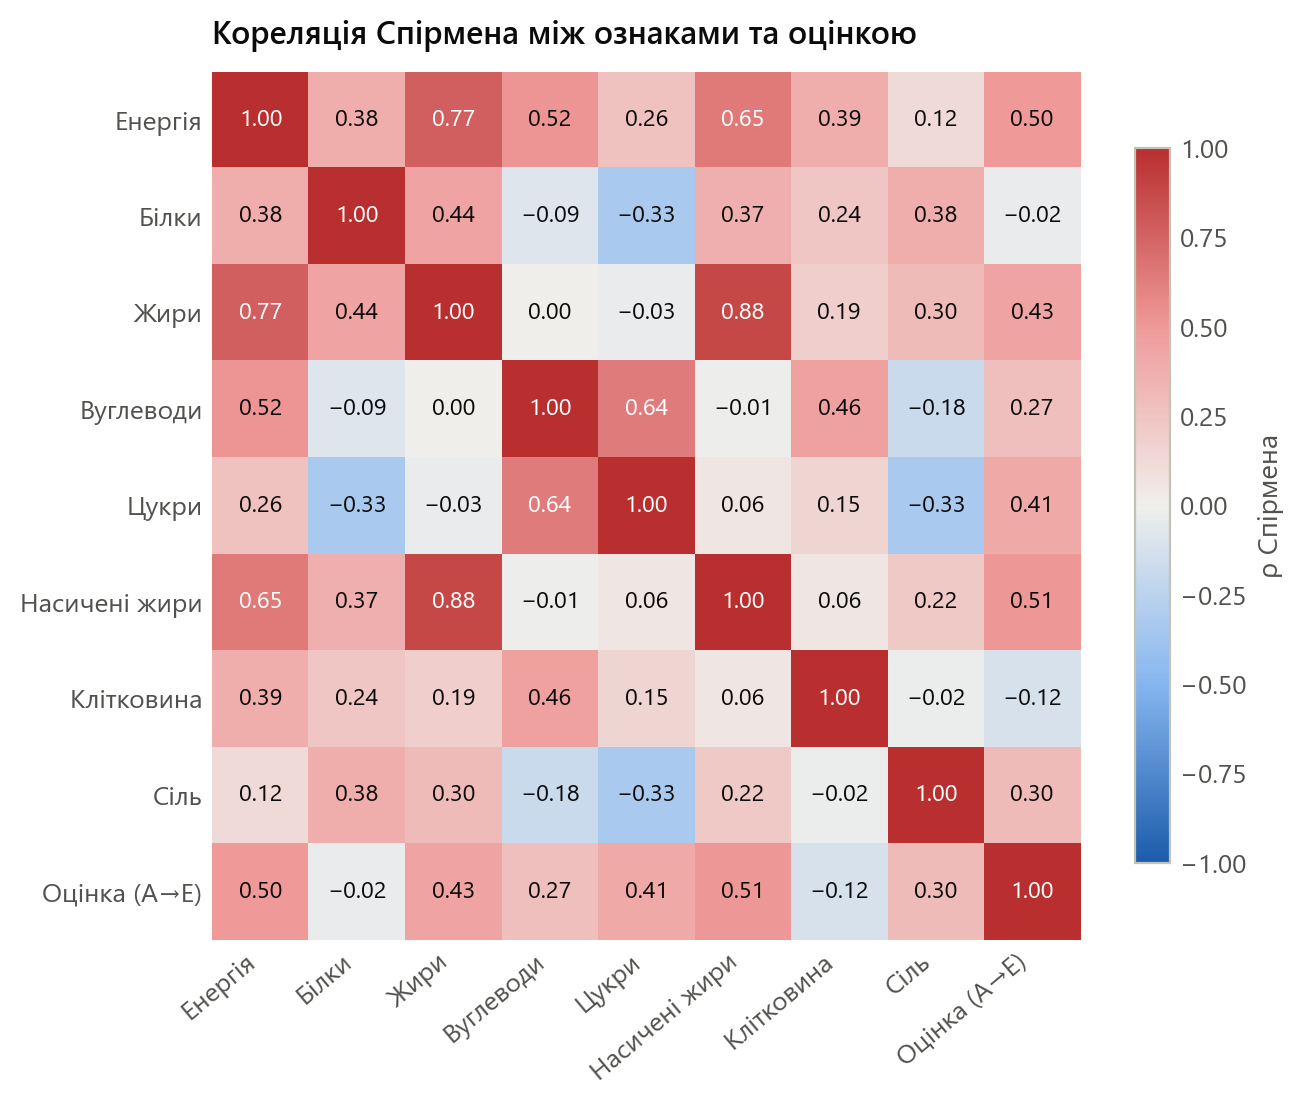 Кореляція Спірмена між ознаками та оцінкою
Енергія 1.00 0.38 0.77 0.52 0.26 0.65 0.39 0.12 0.50
Білки 0.38 1.00 0.44 −0.09 −0.33 0.37 0.24 0.38 −0.02
Жири 0.77 0.44 1.00 0.00 −0.03 0.88 0.19 0.30 0.43
Вуглеводи 0.52 −0.09 0.00 1.00 0.64 −0.01 0.46 −0.18 0.27
Цукри 0.26 −0.33 −0.03 0.64 1.00 0.06 0.15 −0.33 0.41
Насичені жири 0.65 0.37 0.88 −0.01 0.06 1.00 0.06 0.22 0.51
Клітковина 0.39 0.24 0.19 0.46 0.15 0.06 1.00 −0.02 −0.12
Сіль 0.12 0.38 0.30 −0.18 −0.33 0.22 −0.02 1.00 0.30
Оцінка (A→E) 0.50 −0.02 0.43 0.27 0.41 0.51 −0.12 0.30 1.00
Енергія
Білки
Жири
Вуглеводи
Цукри
Насичені жири
Клітковина
Сіль
Оцінка (A→E)
1.00
0.75
0.50
0.25
0.00
−0.25
−0.50
−0.75
−1.00
ρ Спірмена